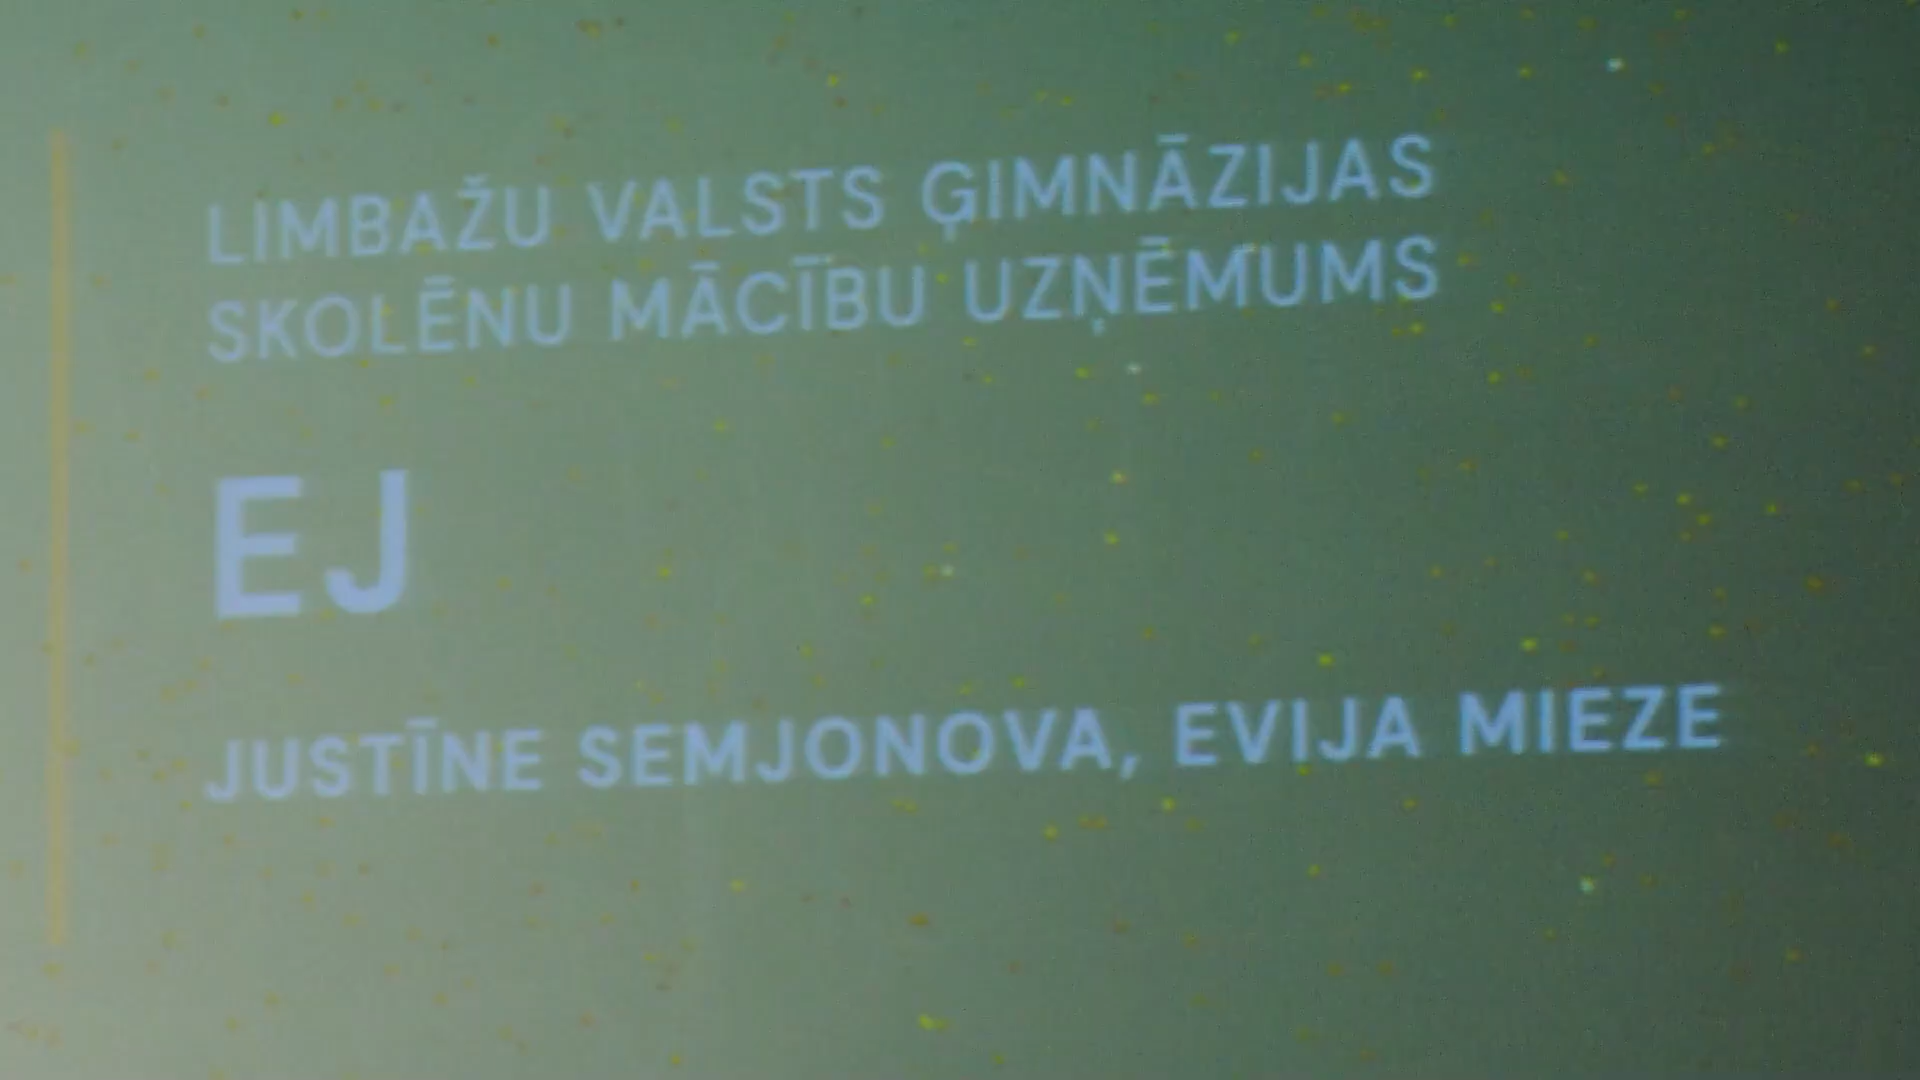 LIMBAŽU VALSTS ĢIMNĀZIJAS
SKOLĒNU MĀCĪBU UZŅĒMUMS
EJ
JUSTĪNE SEMJONOVA, EVIJA MIEZE